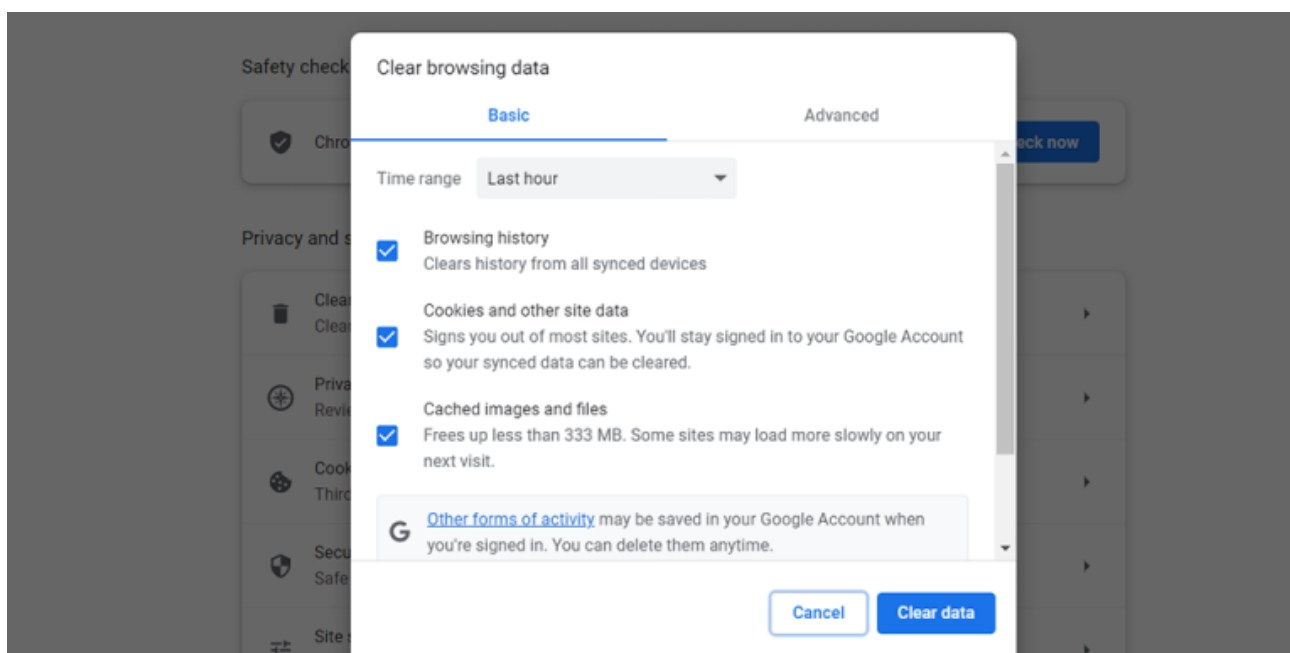 Safety check
Clear browsing data
Basic
Advanced
Time range
Last hour
Browsing history
Clears history from all synced devices
Cookies and other site data
Signs you out of most sites. You'll stay signed in to your Google Account
so your synced data can be cleared.
Cached images and files
Frees up less than 333 MB. Some sites may load more slowly on your
next visit.
Other forms of activity may be saved in your Google Account when
you're signed in. You can delete them anytime.
Cancel
Clear data
now
Privacy and
Safe
Site